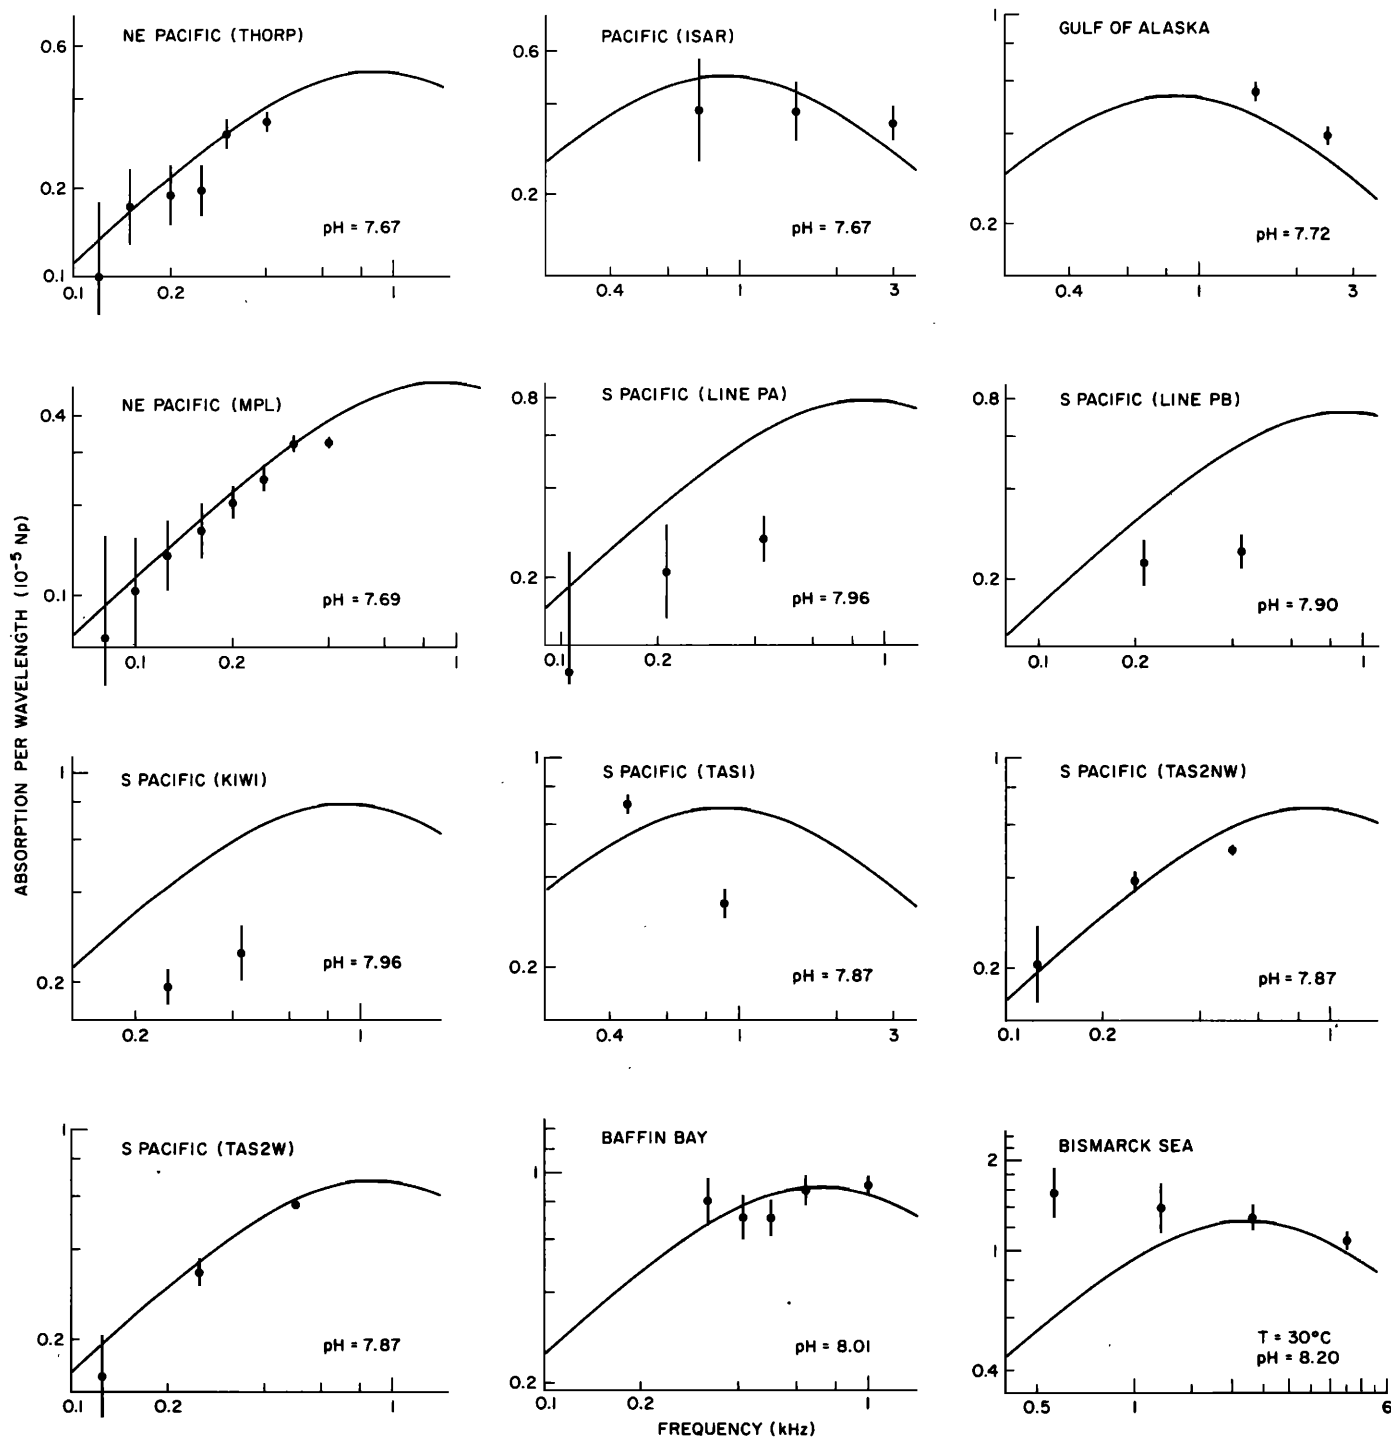 NE PACIFIC (THORP)
0.6
0.2
0.1
pH = 7.67
0.1 0.2 1
PACIFIC (ISAR)
0.6
0.2
pH = 7.67
0.4 1 3
GULF OF ALASKA
1
0.2
pH = 7.72
0.4 1 3
NE PACIFIC (MPL)
0.4
0.1
pH = 7.69
0.1 0.2 1
S PACIFIC (LINE PA)
0.8
0.2
pH = 7.96
0.1 0.2 1
S PACIFIC (LINE PB)
0.8
0.2
pH = 7.90
0.1 0.2 1
ABSORPTION PER WAVELENGTH (10⁻⁵ Np)
S PACIFIC (KIWI)
1
0.2
pH = 7.96
0.2 1
S PACIFIC (TAS1)
1
0.2
pH = 7.87
0.4 1 3
S PACIFIC (TAS2NW)
1
0.2
pH = 7.87
0.1 0.2 1
S PACIFIC (TAS2W)
1
0.2
pH = 7.87
0.1 0.2 1
BAFFIN BAY
1
0.2
pH = 8.01
0.1 0.2 1
BISMARCK SEA
2
1
0.4
T = 30°C
pH = 8.20
0.5 1 6
FREQUENCY (kHz)